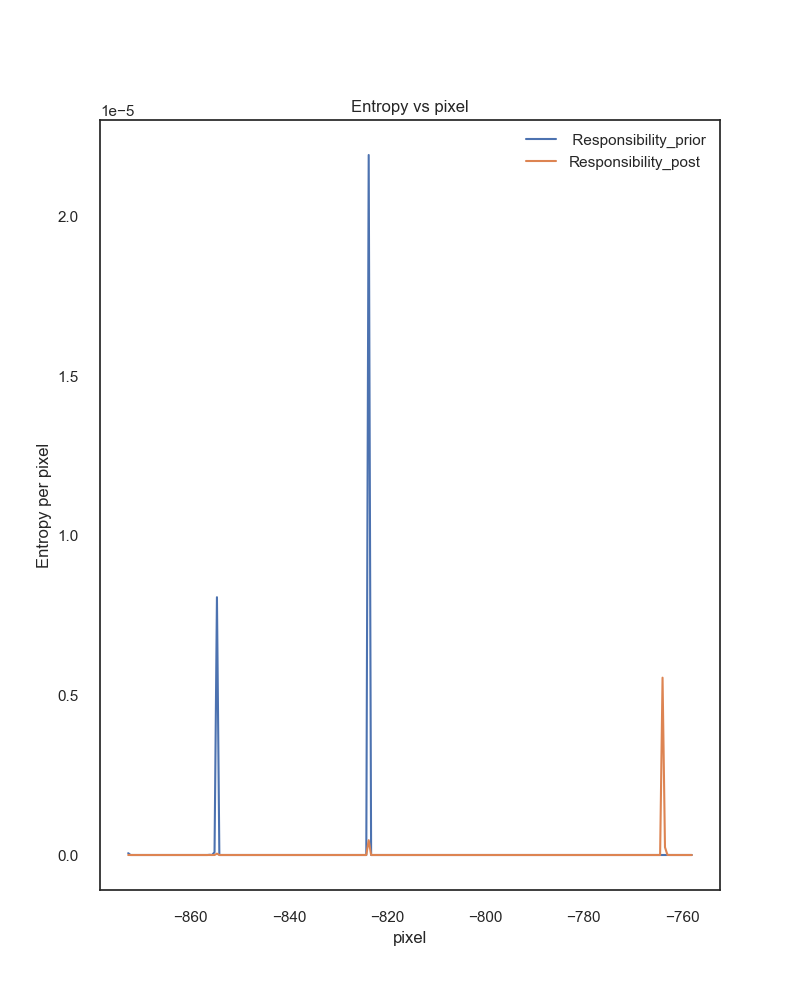 Entropy vs pixel
1e−5
Responsibility_prior
Responsibility_post
2.0
1.5
1.0
0.5
0.0
Entropy per pixel
−860 −840 −820 −800 −780 −760
pixel